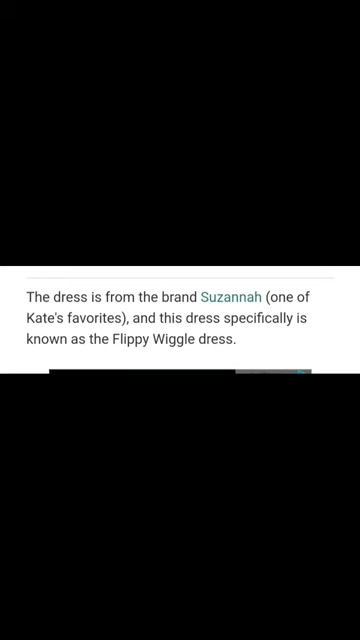 The dress is from the brand Suzannah (one of
Kate's favorites), and this dress specifically is
known as the Flippy Wiggle dress.